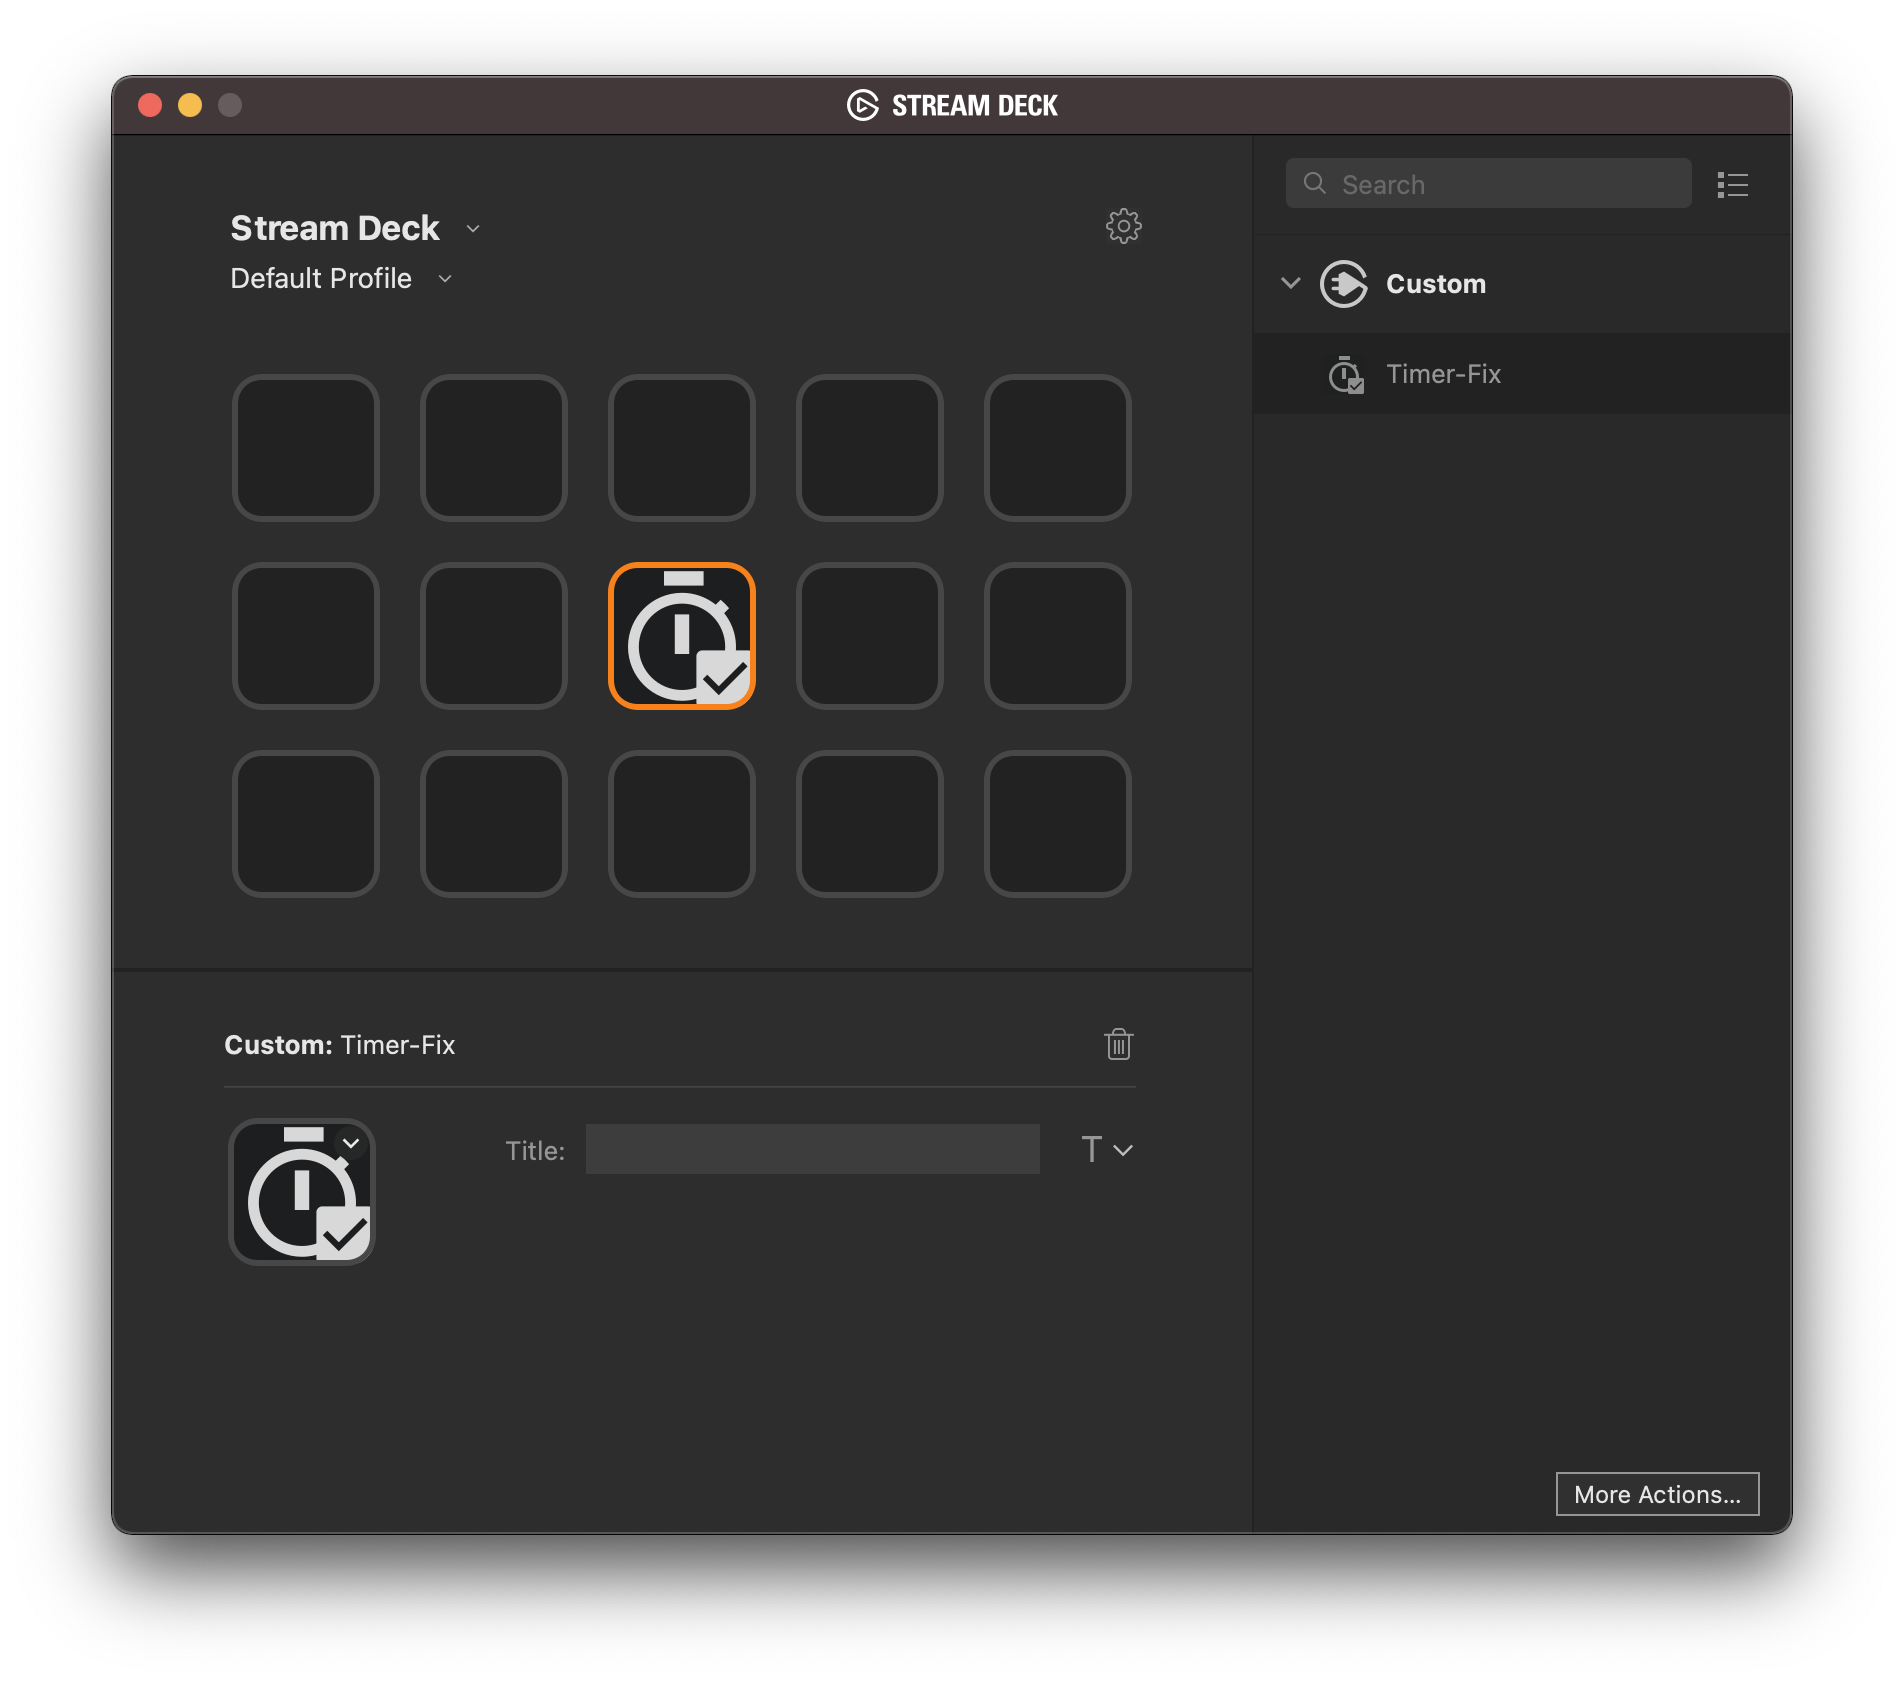 STREAM DECK
Stream Deck
Default Profile
Search
Custom
Timer-Fix
Custom: Timer-Fix
Title:
T
More Actions...